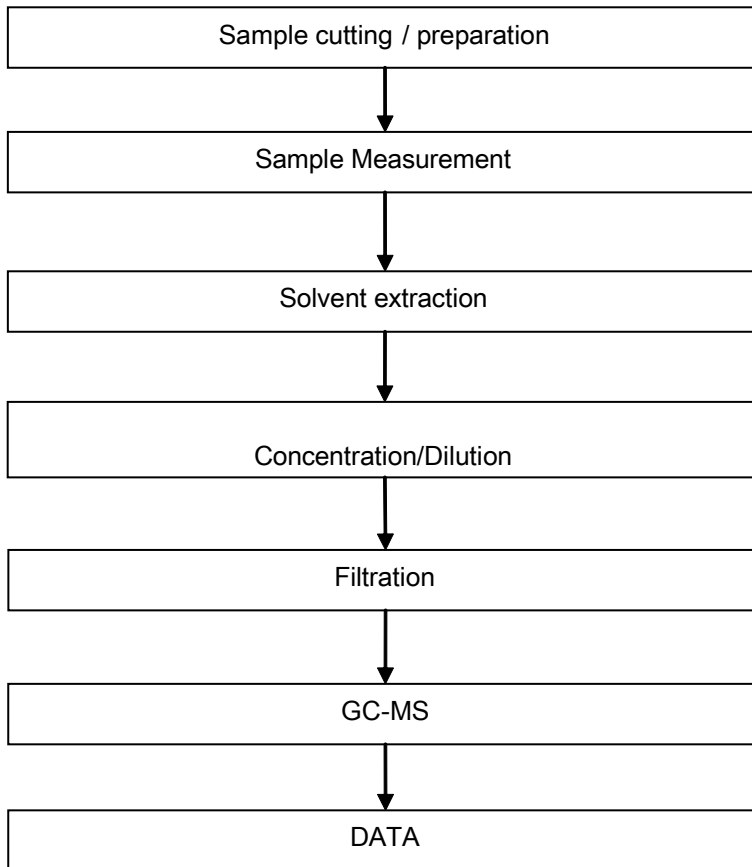 Sample cutting / preparation
Sample Measurement
Solvent extraction
Concentration/Dilution
Filtration
GC-MS
DATA